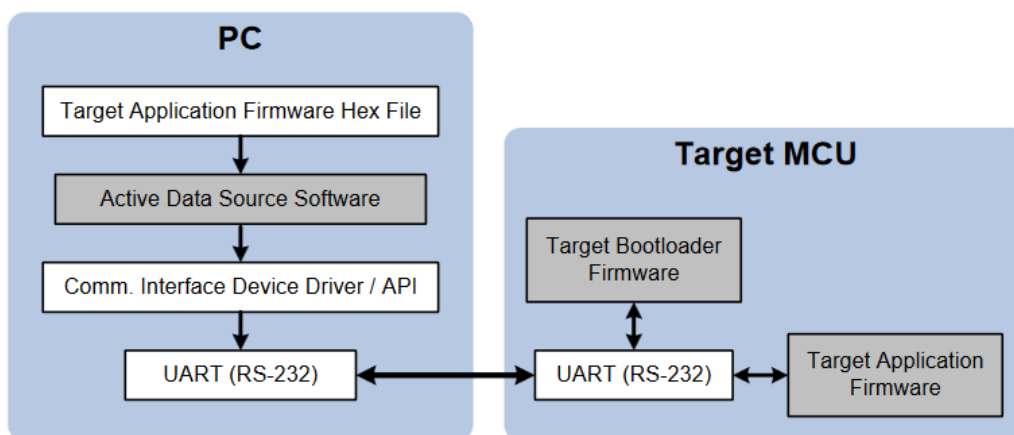 PC
Target Application Firmware Hex File
Active Data Source Software
Comm. Interface Device Driver / API
UART (RS-232)
Target MCU
Target Bootloader
Firmware
UART (RS-232)
Target Application
Firmware